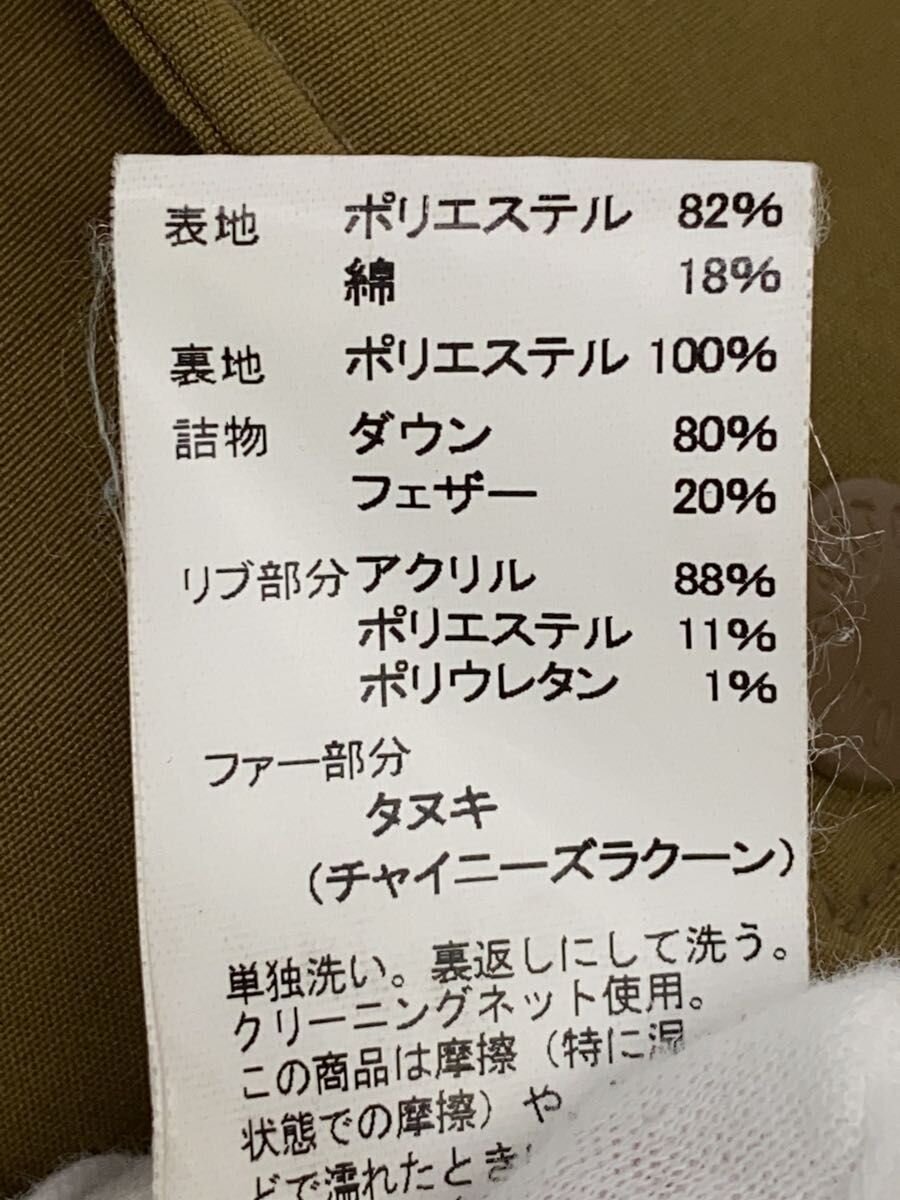 表地 ポリエステル 82%
綿 18%
裏地 ポリエステル 100%
詰物 ダウン 80%
フェザー 20%
リブ部分 アクリル 88%
ポリエステル 11%
ポリウレタン 1%
ファー部分
タヌキ
(チャイニーズラクーン)
単独洗い。裏返しにして洗う。
クリーニングネット使用。
この商品は摩擦(特に湿
状態での摩擦)や
どで濡れたとき